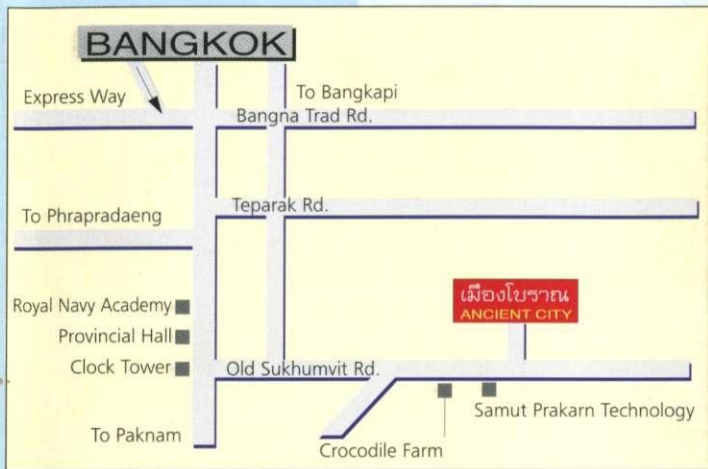 BANGKOK
Express Way
To Bangkapi
Bangna Trad Rd.
To Phrapradaeng
Teparak Rd.
Royal Navy Academy
Provincial Hall
Clock Tower
เมืองโบราณ
ANCIENT CITY
Old Sukhumvit Rd.
Samut Prakarn Technology
To Paknam
Crocodile Farm